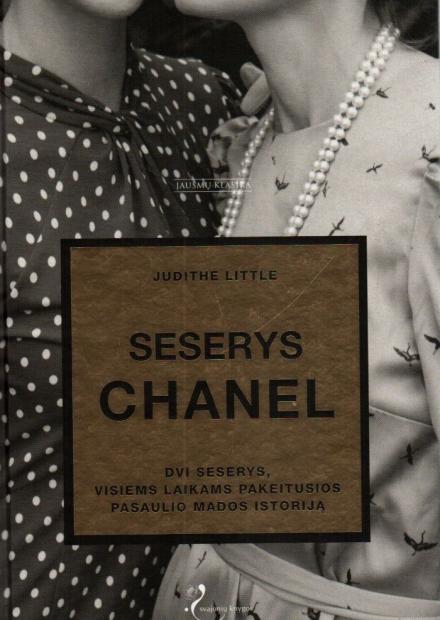 JAUSMŲ KLASIKA
JUDITHE LITTLE
SESERYS
CHANEL
DVI SESERYS,
VISIEMS LAIKAMS PAKEITUSIOS
PASAULIO MADOS ISTORIJĄ
svajonių knygos